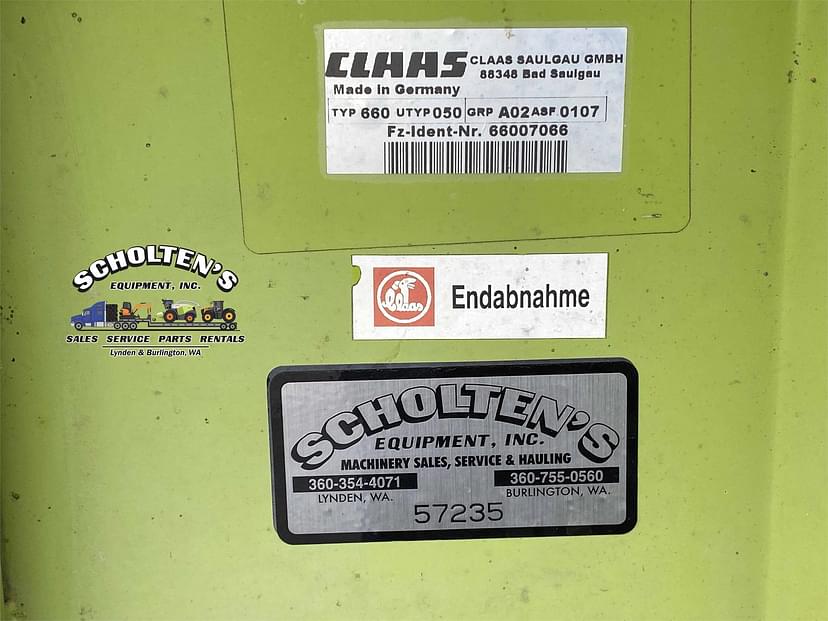 CLAAS CLAAS SAULGAU GMBH
88348 Bad Saulgau
Made in Germany
TYP 660 UTYP 050 GRP A02 ASF 0107
Fz-Ident-Nr. 66007066
SCHOLTEN'S
EQUIPMENT, INC.
SALES SERVICE PARTS RENTALS
Lynden & Burlington, WA
Claas
Endabnahme
SCHOLTEN'S
EQUIPMENT, INC.
MACHINERY SALES, SERVICE & HAULING
360-354-4071 360-755-0560
LYNDEN, WA. BURLINGTON, WA.
57235